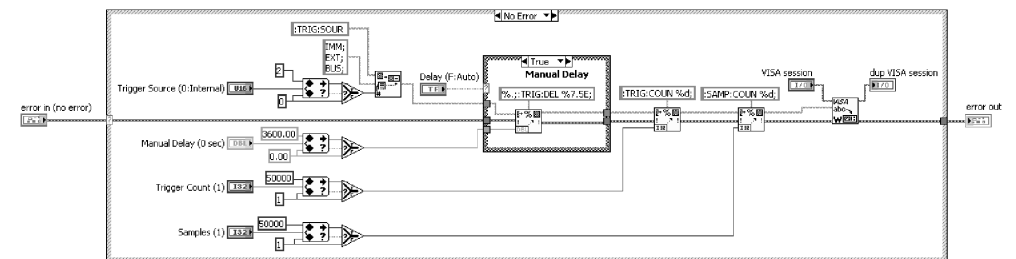 No Error
:TRIG:SOUR
IMM;
EXT;
BUS;
2
Trigger Source (0:Internal)
U16
0
Delay (F:Auto)
TF
True
Manual Delay
%.;:TRIG:DEL %7.5E;
:TRIG:COUN %d;
:SAMP:COUN %d;
VISA session
I/O
dup VISA session
I/O
VISA
abc
W
error in (no error)
error out
3600.00
Manual Delay (0 sec)
DBL
0.00
50000
Trigger Count (1)
I32
1
50000
Samples (1)
I32
1